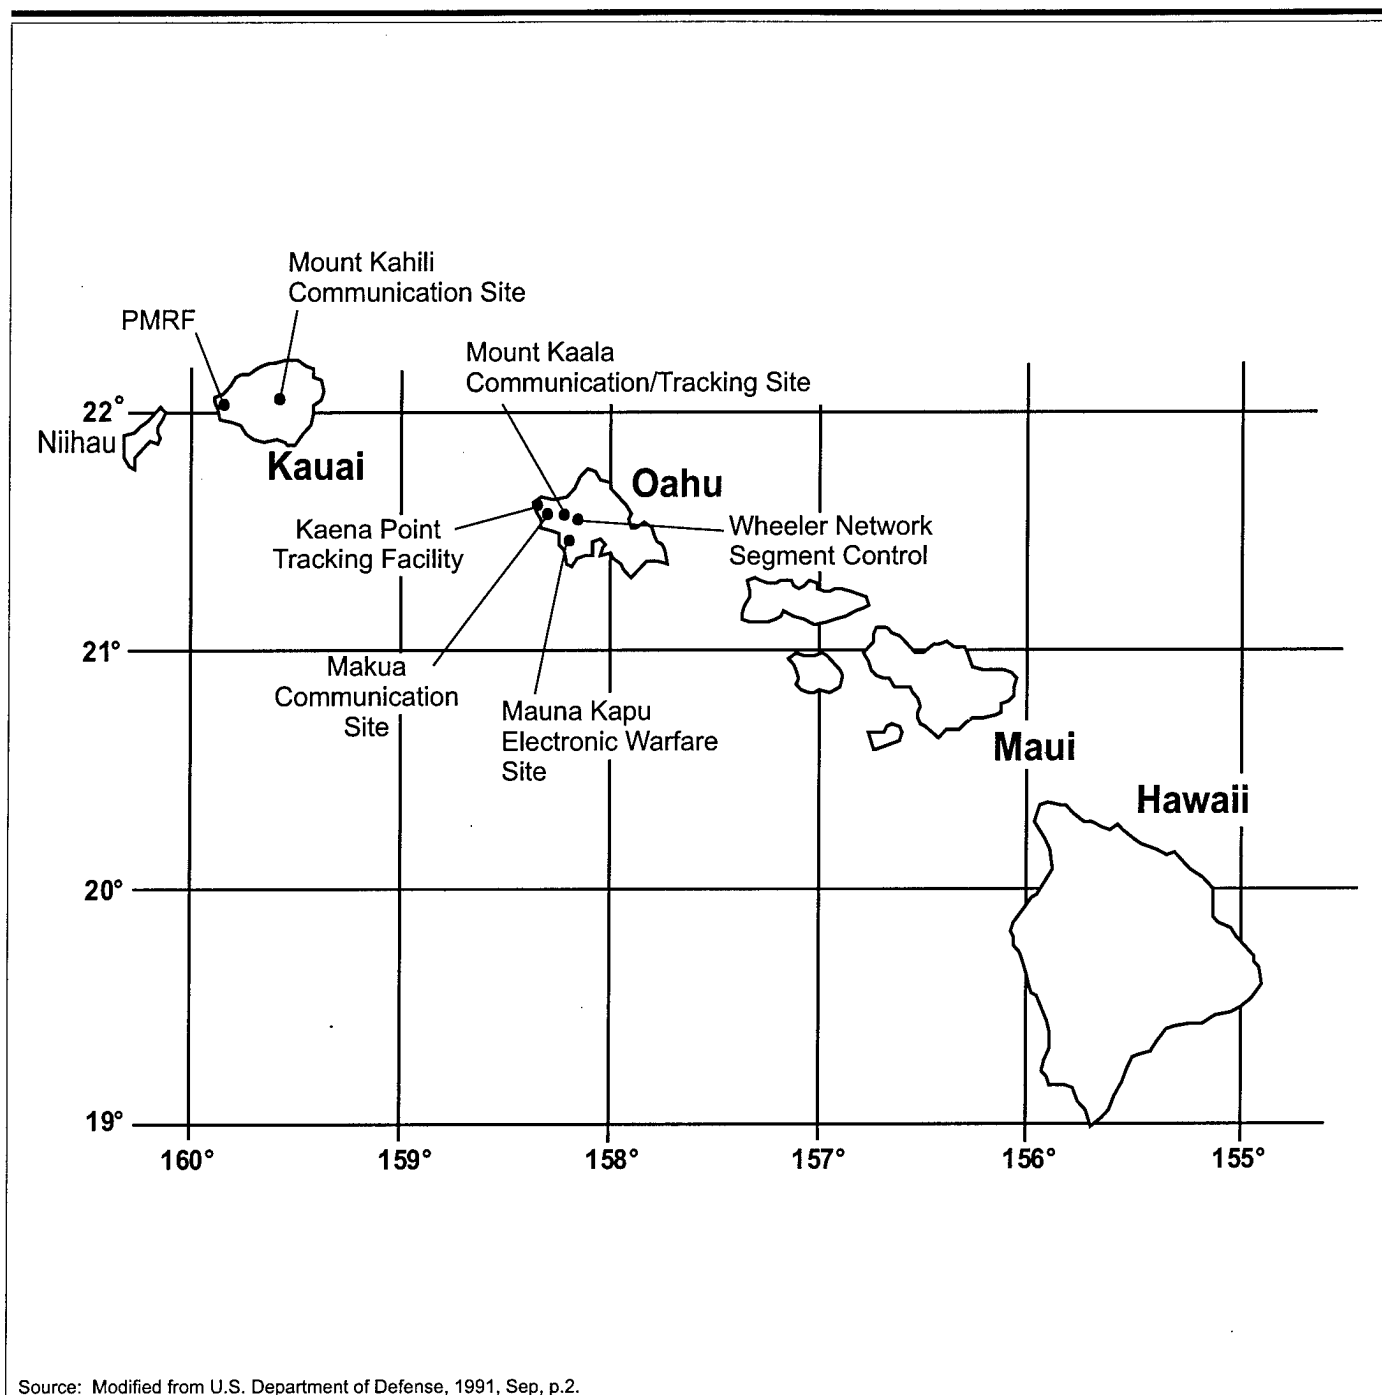 Mount Kahili
Communication Site
PMRF
Mount Kaala
Communication/Tracking Site
22°
Niihau
Kauai
Oahu
Kaena Point
Tracking Facility
Wheeler Network
Segment Control
21°
Makua
Communication
Site
Mauna Kapu
Electronic Warfare
Site
Maui
Hawaii
20°
19°
160° 159° 158° 157° 156° 155°
Source: Modified from U.S. Department of Defense, 1991, Sep, p.2.